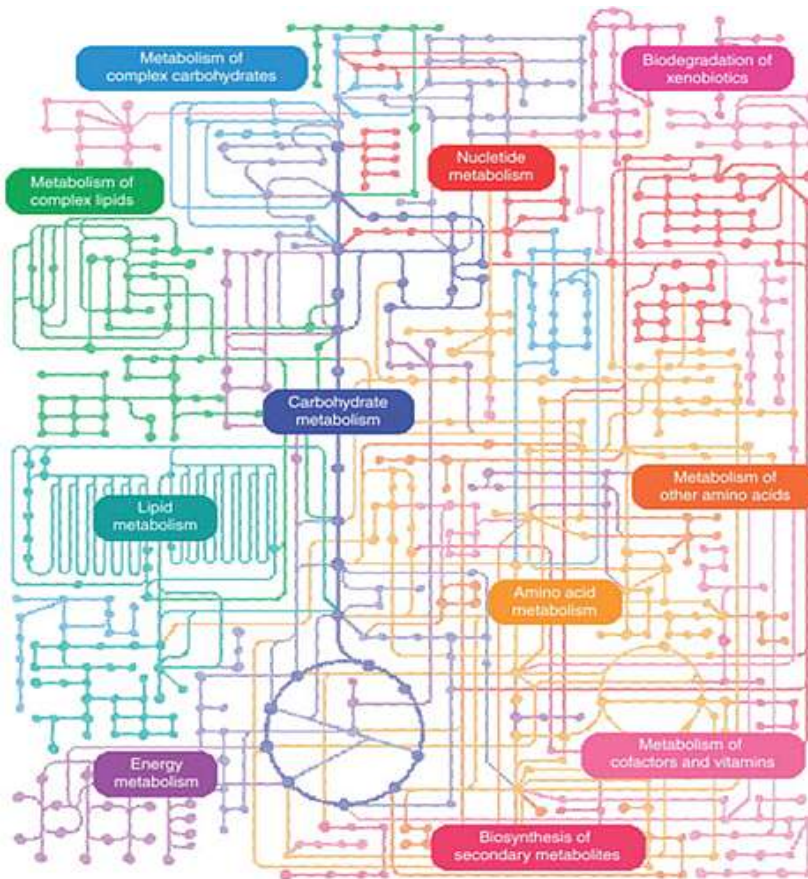 Metabolism of
complex carbohydrates
Biodegradation of
xenobiotics
Nucletide
metabolism
Metabolism of
complex lipids
Carbohydrate
metabolism
Metabolism of
other amino acids
Lipid
metabolism
Amino acid
metabolism
Energy
metabolism
Metabolism of
cofactors and vitamins
Biosynthesis of
secondary metabolites